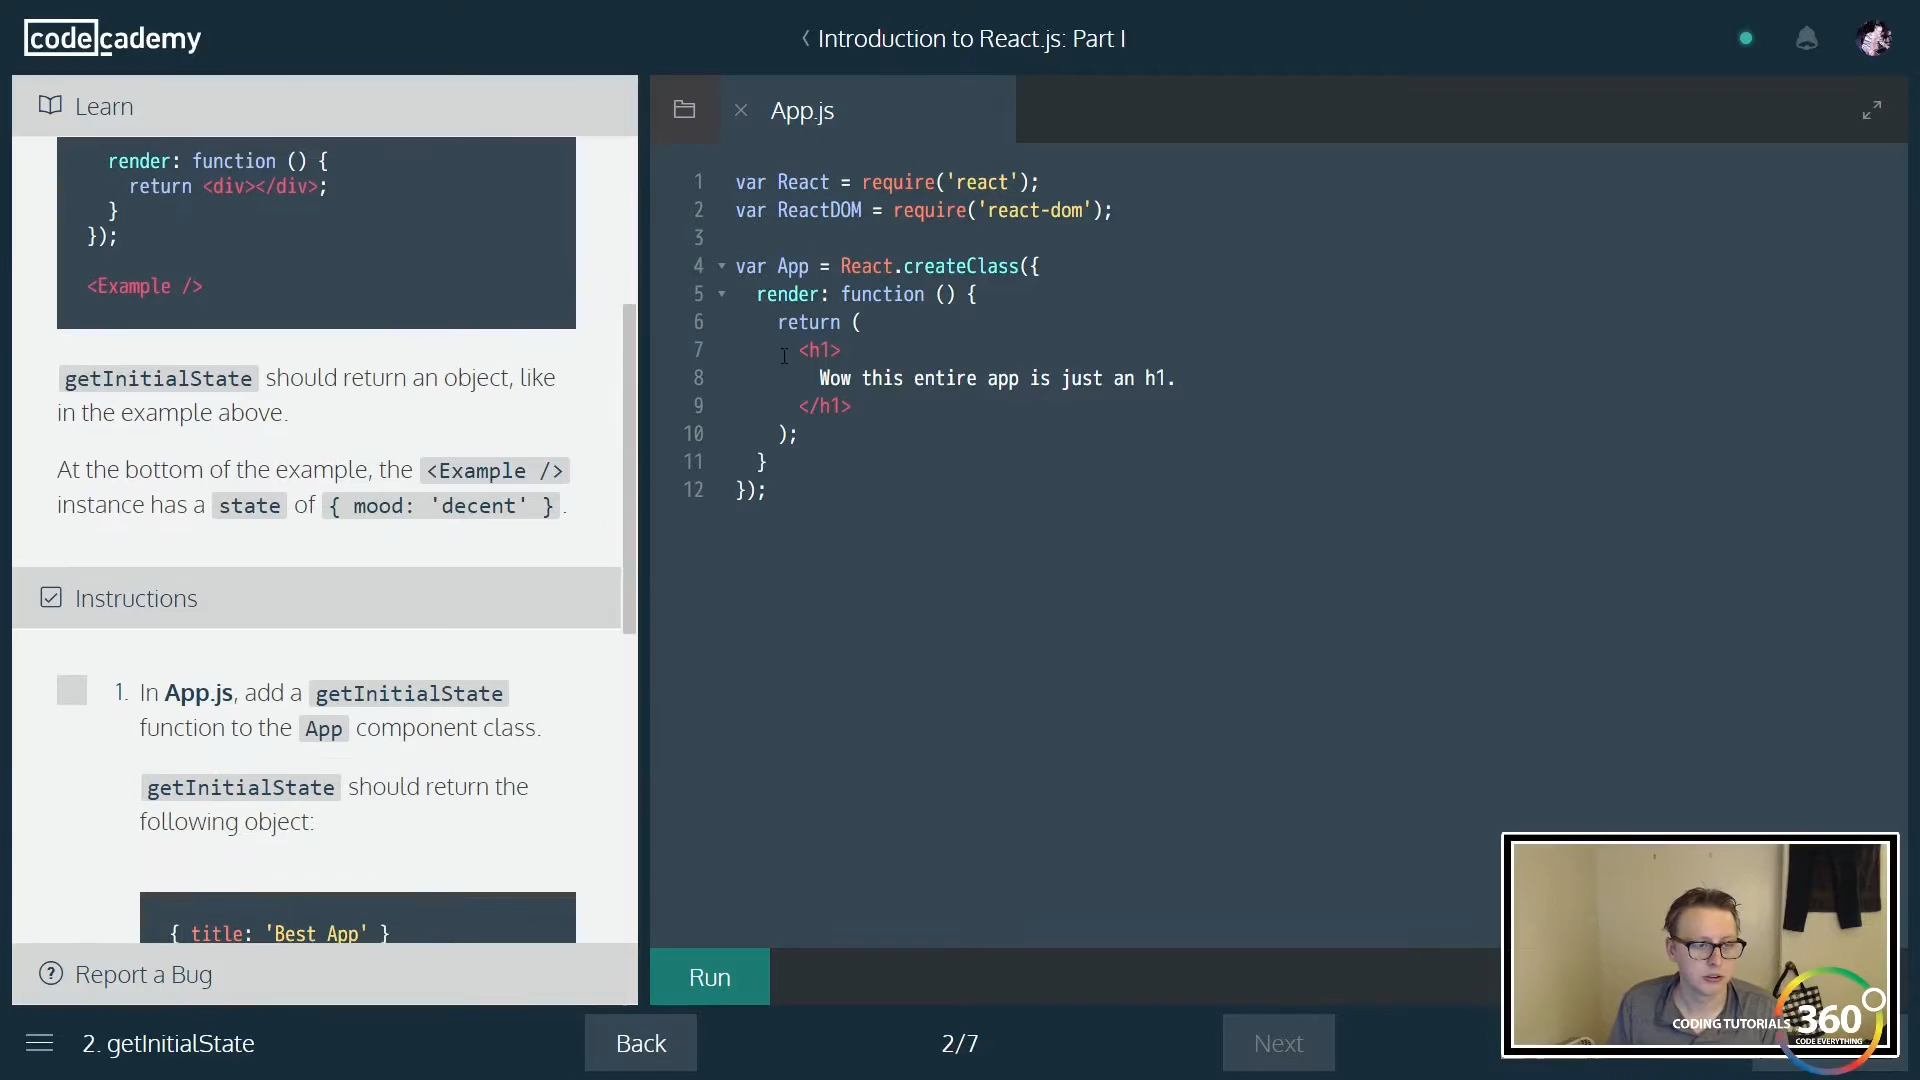 codecademy
Introduction to React.js: Part I
Learn
render: function () {
return <div></div>;
}
});
<Example />
getInitialState should return an object, like
in the example above.
At the bottom of the example, the <Example />
instance has a state of { mood: 'decent' }.
Instructions
1. In App.js, add a getInitialState
function to the App component class.
getInitialState should return the
following object:
{ title: 'Best App' }
Report a Bug
App.js
1 var React = require('react');
2 var ReactDOM = require('react-dom');
3
4 var App = React.createClass({
5 render: function () {
6 return (
7 <h1>
8 Wow this entire app is just an h1.
9 </h1>
10 );
11 }
12 });
Run
CODING TUTORIALS 360
CODE EVERYTHING
2. getInitialState
Back
2/7
Next